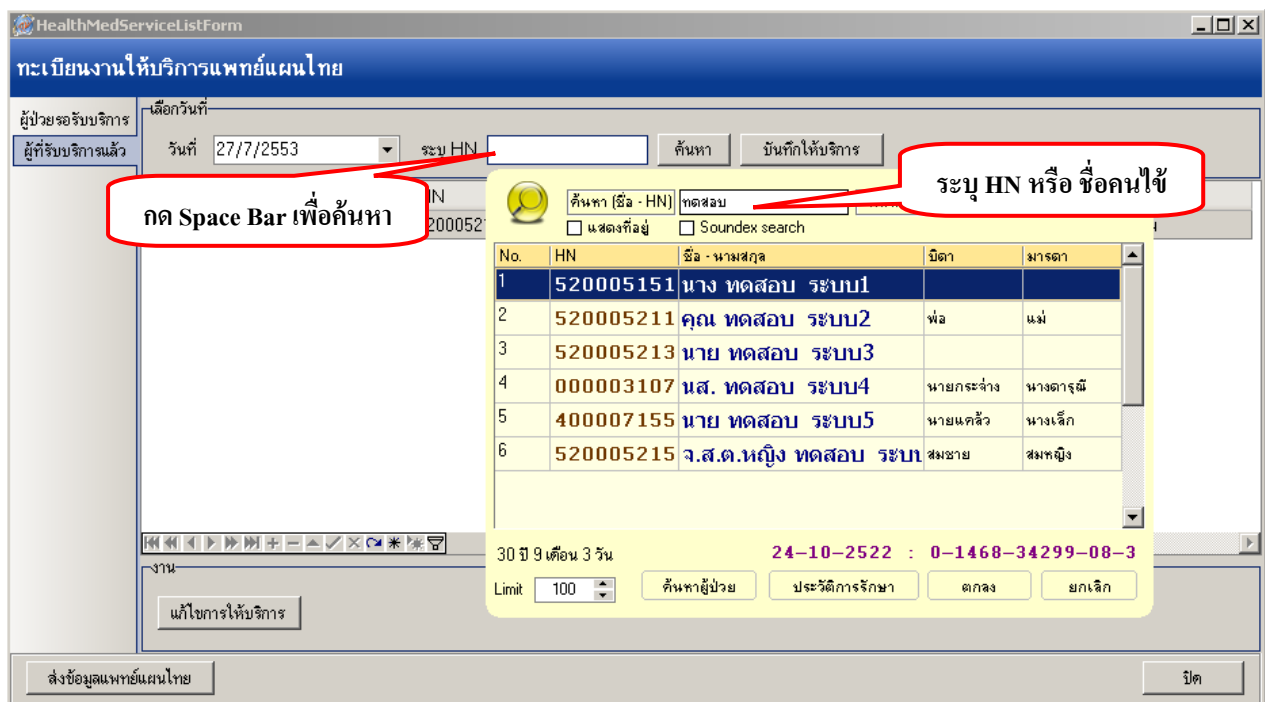 HealthMedServiceListForm
ทะเบียนงานให้บริการแพทย์แผนไทย
ผู้ป่วยรอรับบริการ
ผู้ที่รับบริการแล้ว
เลือกวันที่
วันที่ 27/7/2553 ระบุ HN ค้นหา บันทึกให้บริการ
กด Space Bar เพื่อค้นหา
ระบุ HN หรือ ชื่อคนไข้
ค้นหา (ชื่อ - HN) ทดสอบ
แสดงที่อยู่ Soundex search
No. HN ชื่อ - นามสกุล บิดา มารดา
1 520005151 นาง ทดสอบ ระบบ1
2 520005211 คุณ ทดสอบ ระบบ2 พ่อ แม่
3 520005213 นาย ทดสอบ ระบบ3
4 000003107 นส. ทดสอบ ระบบ4 นายกระจ่าง นางดารุณี
5 400007155 นาย ทดสอบ ระบบ5 นายแคล้ว นางเล็ก
6 520005215 จ.ส.ต.หญิง ทดสอบ ระบบ สมชาย สมหญิง
30 ปี 9 เดือน 3 วัน 24-10-2522 : 0-1468-34299-08-3
Limit 100 ค้นหาผู้ป่วย ประวัติการรักษา ตกลง ยกเลิก
งาน
แก้ไขการให้บริการ
ส่งข้อมูลแพทย์แผนไทย ปิด